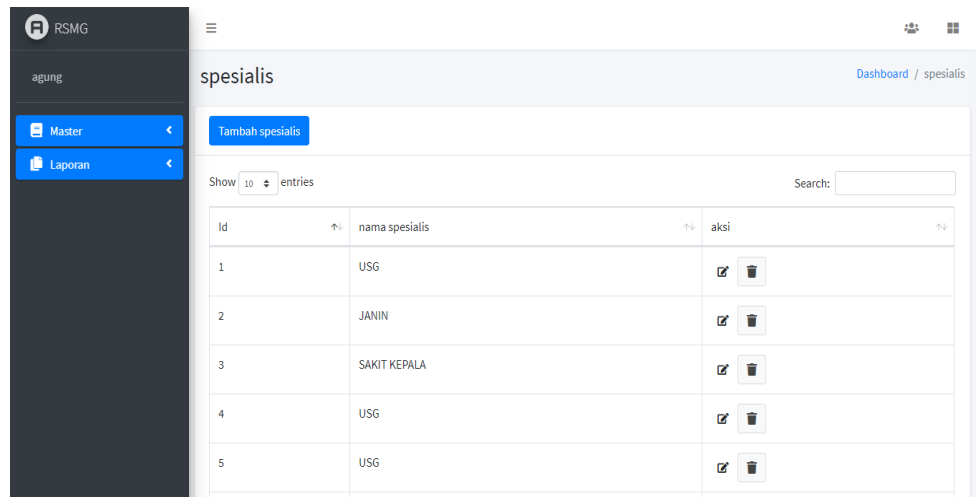 RSMG
agung
Master
Laporan
spesialis
Dashboard / spesialis
Tambah spesialis
Show 10 entries
Search:
Id nama spesialis aksi
1 USG
2 JANIN
3 SAKIT KEPALA
4 USG
5 USG